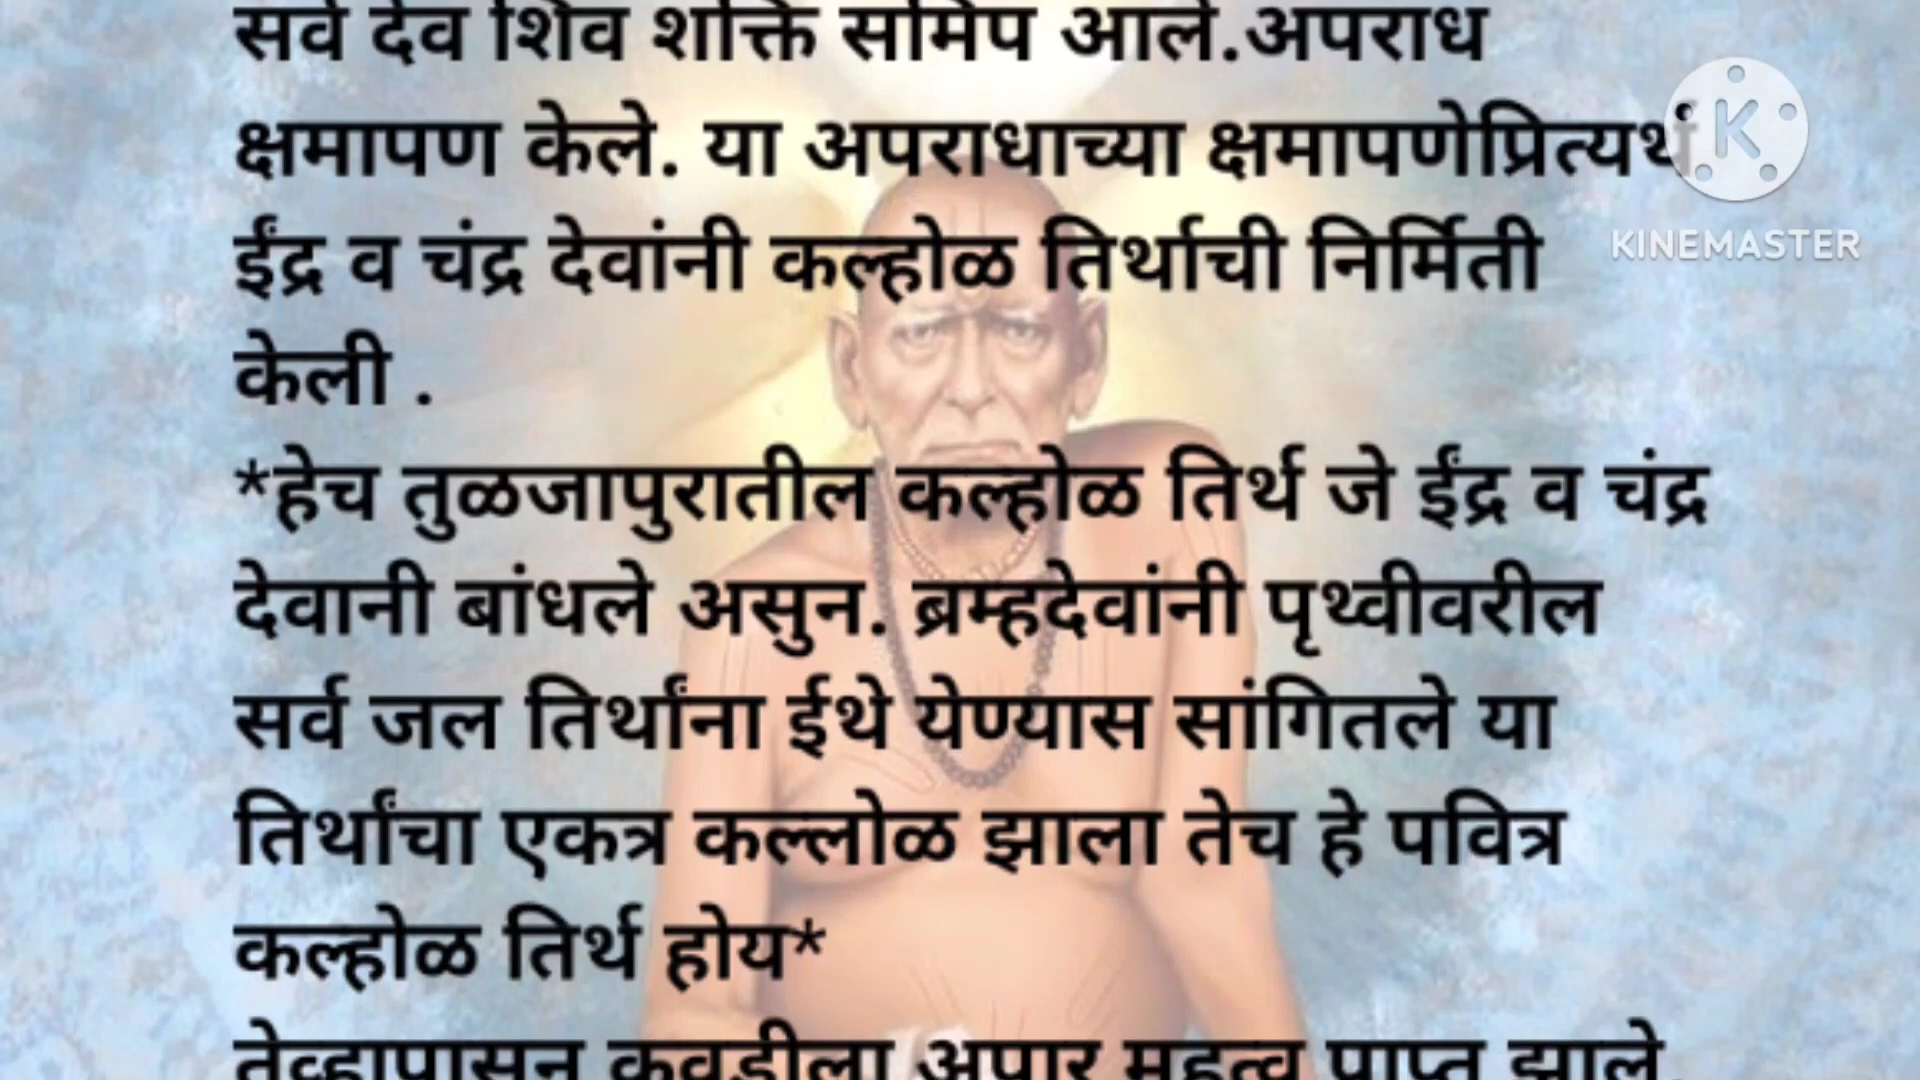 सर्व देव शिव शक्ति समिप आले.अपराध
क्षमापण केले. या अपराधाच्या क्षमापणेप्रित्यर्थ
ईंद्र व चंद्र देवांनी कल्होळ तिर्थाची निर्मिती
केली .
*हेच तुळजापुरातील कल्होळ तिर्थ जे ईंद्र व चंद्र
देवानी बांधले असुन. ब्रम्हदेवांनी पृथ्वीवरील
सर्व जल तिर्थांना ईथे येण्यास सांगितले या
तिर्थांचा एकत्र कल्लोळ झाला तेच हे पवित्र
कल्होळ तिर्थ होय*
तेव्हापासुन कवडीला अपार महत्व प्राप्त झाले.
K
KINEMASTER